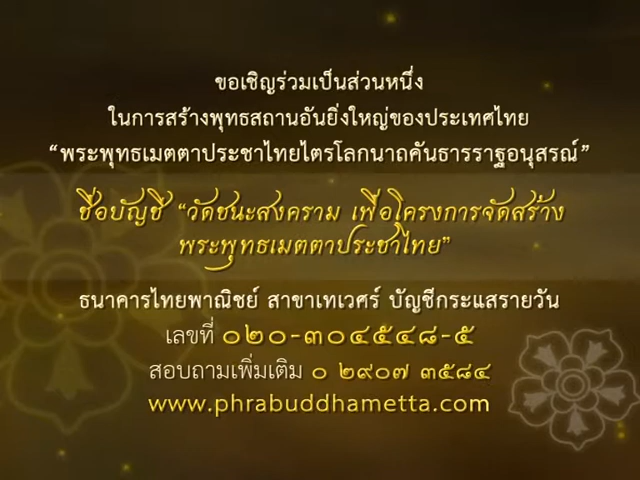 ขอเชิญร่วมเป็นส่วนหนึ่ง
ในการสร้างพุทธสถานอันยิ่งใหญ่ของประเทศไทย
“พระพุทธเมตตาประชาไทยไตรโลกนาถคันธารราฐอนุสรณ์”
ชื่อบัญชี “วัดชนะสงคราม เพื่อโครงการจัดสร้าง
พระพุทธเมตตาประชาไทย”
ธนาคารไทยพาณิชย์ สาขาเทเวศร์ บัญชีกระแสรายวัน
เลขที่ ๐๒๐-๓๐๔๕๔๘-๕
สอบถามเพิ่มเติม ๐ ๒๙๐๗ ๓๕๘๔
www.phrabuddhametta.com